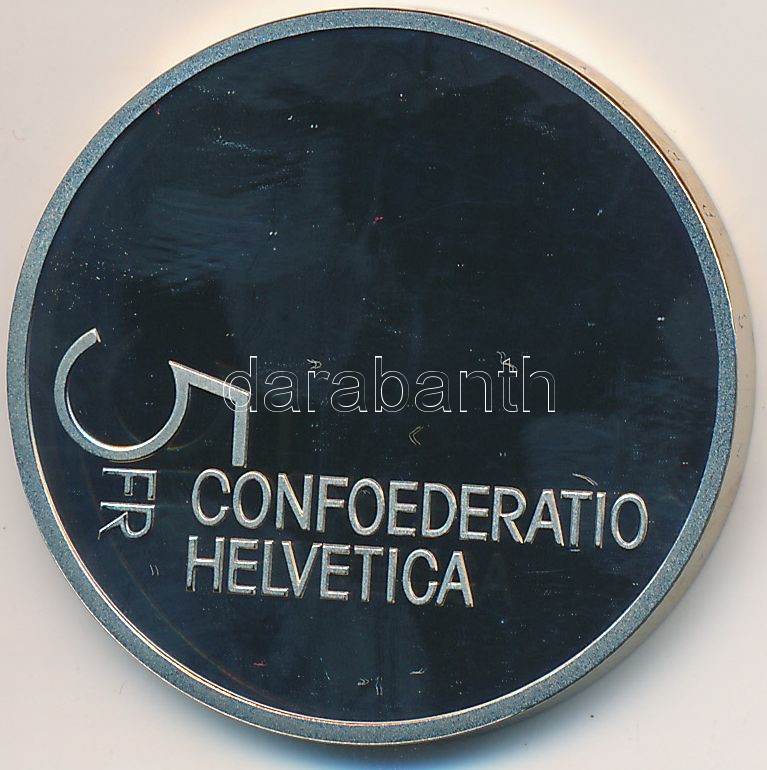 5
FR
CONFOEDERATIO
HELVETICA
darabanth